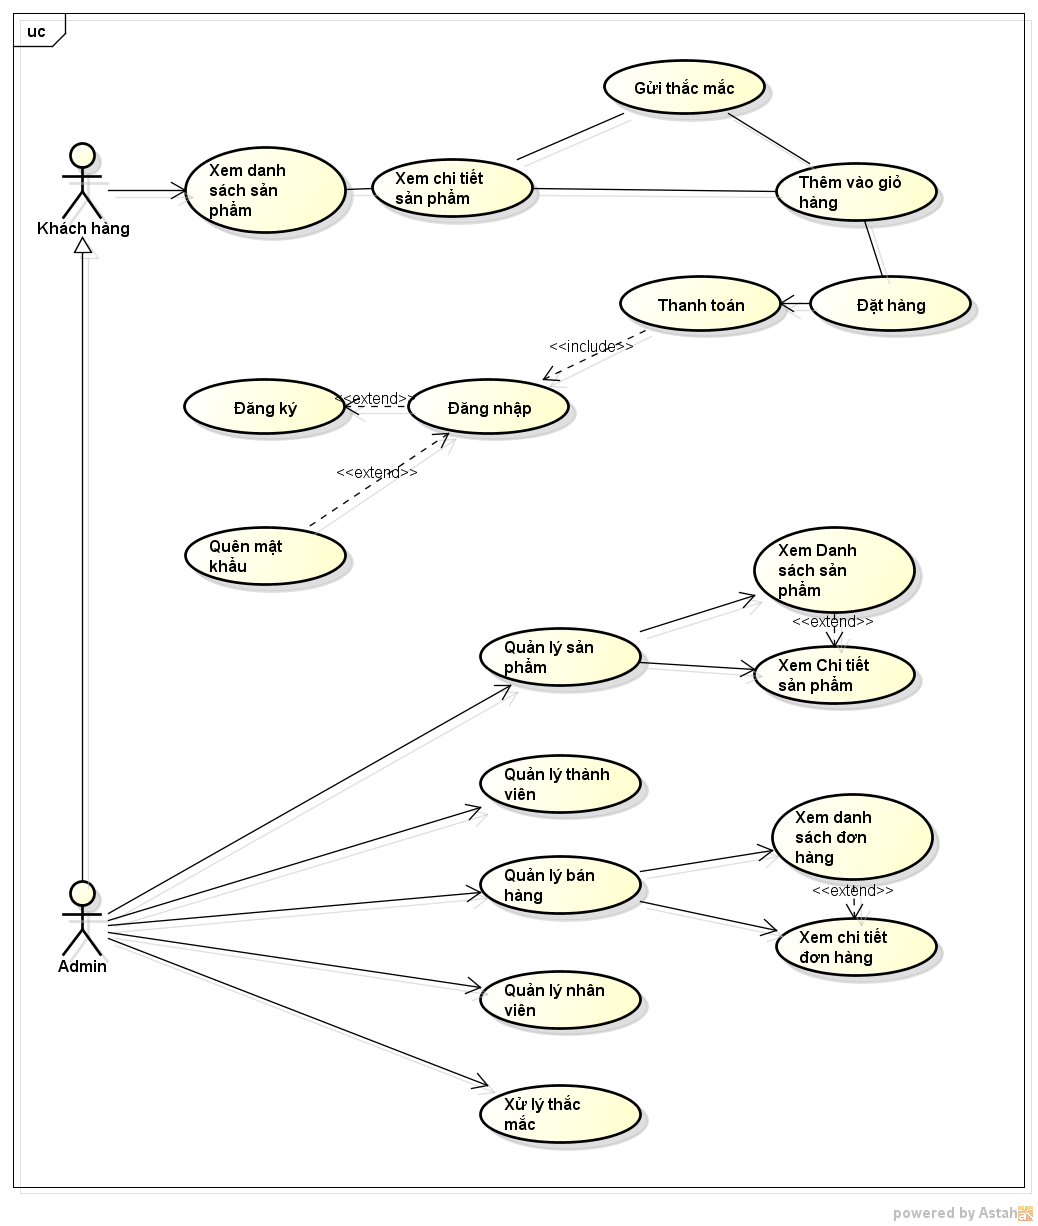 uc
Gửi thắc mắc
Xem danh
sách sản
phẩm
Xem chi tiết
sản phẩm
Thêm vào giỏ
hàng
Khách hàng
Thanh toán
Đặt hàng
<<include>>
Đăng ký
<<extend>>
Đăng nhập
<<extend>>
Quên mật
khẩu
Xem Danh
sách sản
phẩm
<<extend>>
Quản lý sản
phẩm
Xem Chi tiết
sản phẩm
Quản lý thành
viên
Xem danh
sách đơn
hàng
Quản lý bán
hàng
<<extend>>
Xem chi tiết
đơn hàng
Admin
Quản lý nhân
viên
Xử lý thắc
mắc
powered by Astah